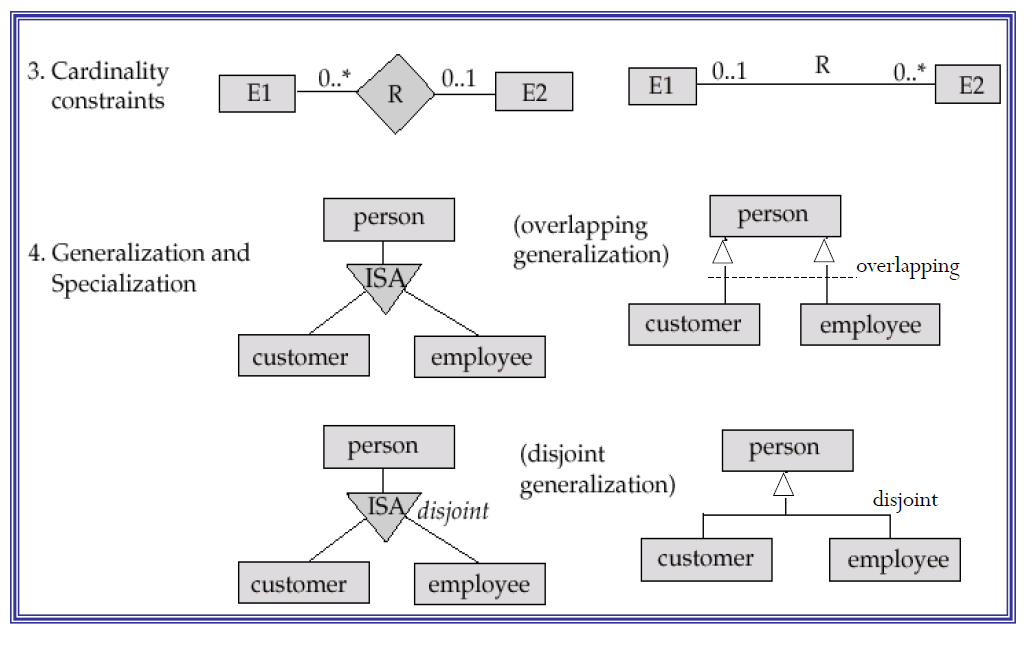 3. Cardinality
constraints
E1 0..* R 0..1 E2
E1 0..1 R 0..* E2
4. Generalization and
Specialization
person
ISA
customer employee
(overlapping
generalization)
person
overlapping
customer employee
person
ISA disjoint
customer employee
(disjoint
generalization)
person
disjoint
customer employee